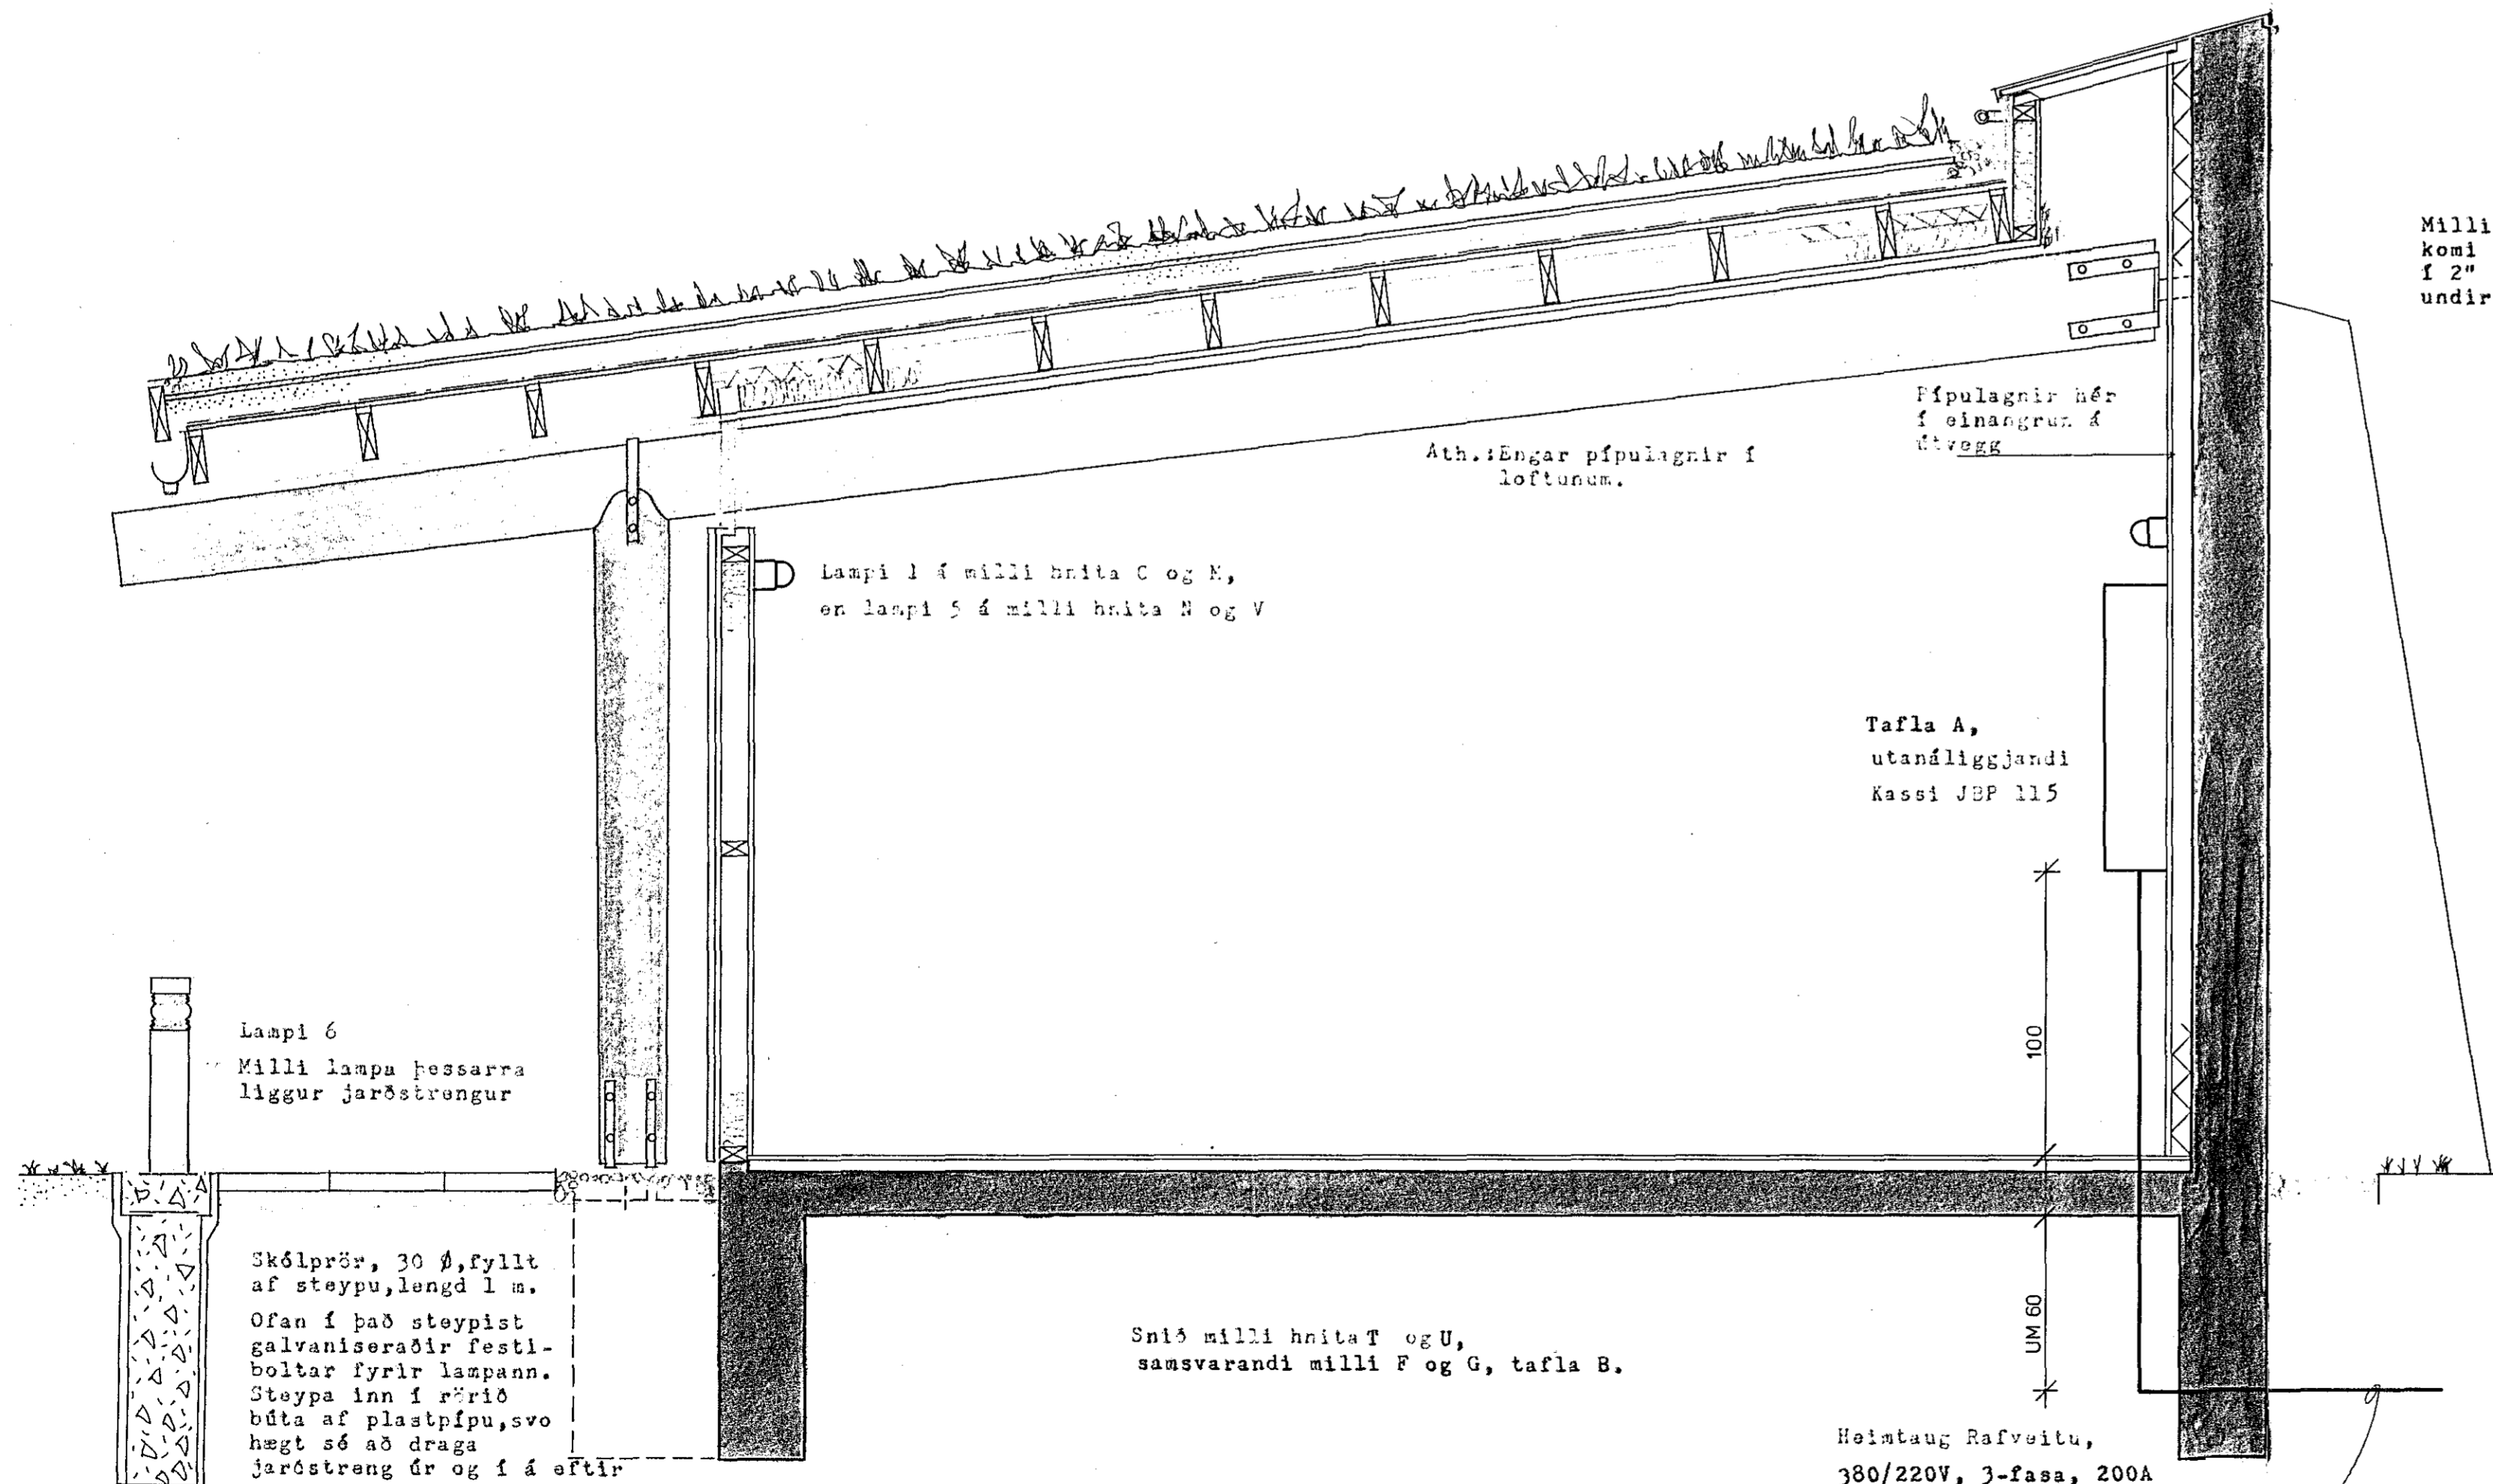 Milli
komi
í 2"
undir
Pípulagnir hér
í einangrun á
útvegg
Ath.:Engar pípulagnir í
loftunum.
Lampi 1 á milli hnita C og M,
en lampi 5 á milli hnita N og V
Tafla A,
utanáliggjandi
Kassi JBP 115
100
Lampi 6
Milli lampa þessarra
liggur jarðstrengur
Skólprör, 30 Ø,fyllt
af steypu,lengd 1 m.
Ofan í það steypist
galvaniseraðir festi-
boltar fyrir lampann.
Steypa inn í rörið
búta af plastpípu,svo
hægt sé að draga
jarðstreng úr og í á eftir
Snið milli hnita T og U,
samsvarandi milli F og G, tafla B.
UM 60
Heimtaug Rafveitu,
380/220V, 3-fasa, 200A